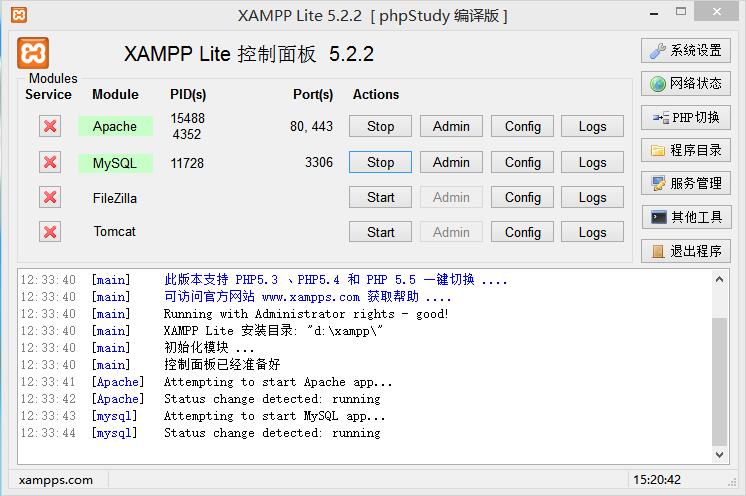 XAMPP Lite 5.2.2 [ phpStudy 编译版 ]
XAMPP Lite 控制面板 5.2.2
系统设置
Modules
Service Module PID(s) Port(s) Actions
网络状态
Apache 15488 4352 80, 443 Stop Admin Config Logs
PHP切换
MySQL 11728 3306 Stop Admin Config Logs
程序目录
FileZilla Start Admin Config Logs
服务管理
Tomcat Start Admin Config Logs
其他工具
退出程序
12:33:40 [main] 此版本支持 PHP5.3 、PHP5.4 和 PHP 5.5 一键切换 ....
12:33:40 [main] 可访问官方网站 www.xampps.com 获取帮助 ....
12:33:40 [main] Running with Administrator rights - good!
12:33:40 [main] XAMPP Lite 安装目录: "d:\xampp\"
12:33:40 [main] 初始化模块 ...
12:33:40 [main] 控制面板已经准备好
12:33:41 [Apache] Attempting to start Apache app...
12:33:42 [Apache] Status change detected: running
12:33:43 [mysql] Attempting to start MySQL app...
12:33:44 [mysql] Status change detected: running
xampps.com 15:20:42